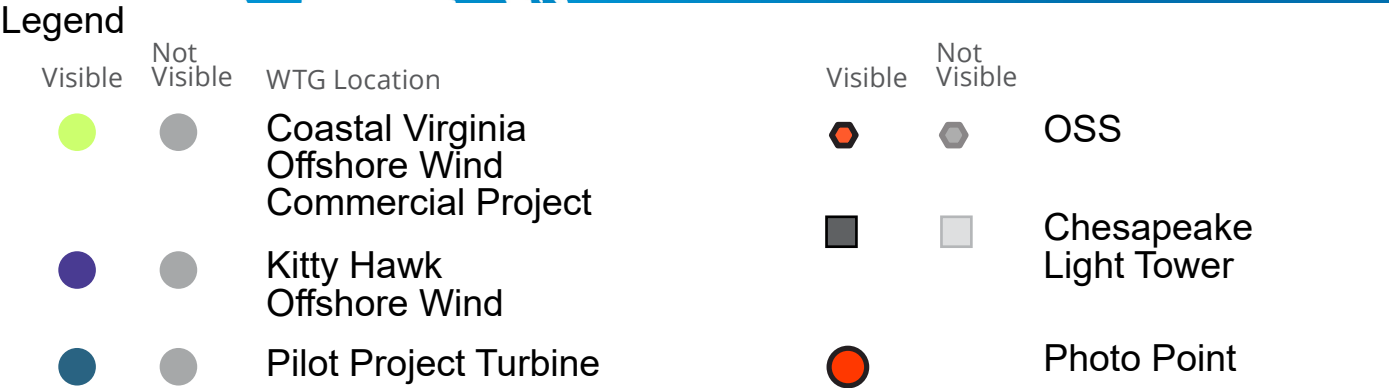 Legend
Visible
Not
Visible
WTG Location
Coastal Virginia
Offshore Wind
Commercial Project
Kitty Hawk
Offshore Wind
Pilot Project Turbine
Visible
Not
Visible
OSS
Chesapeake
Light Tower
Photo Point